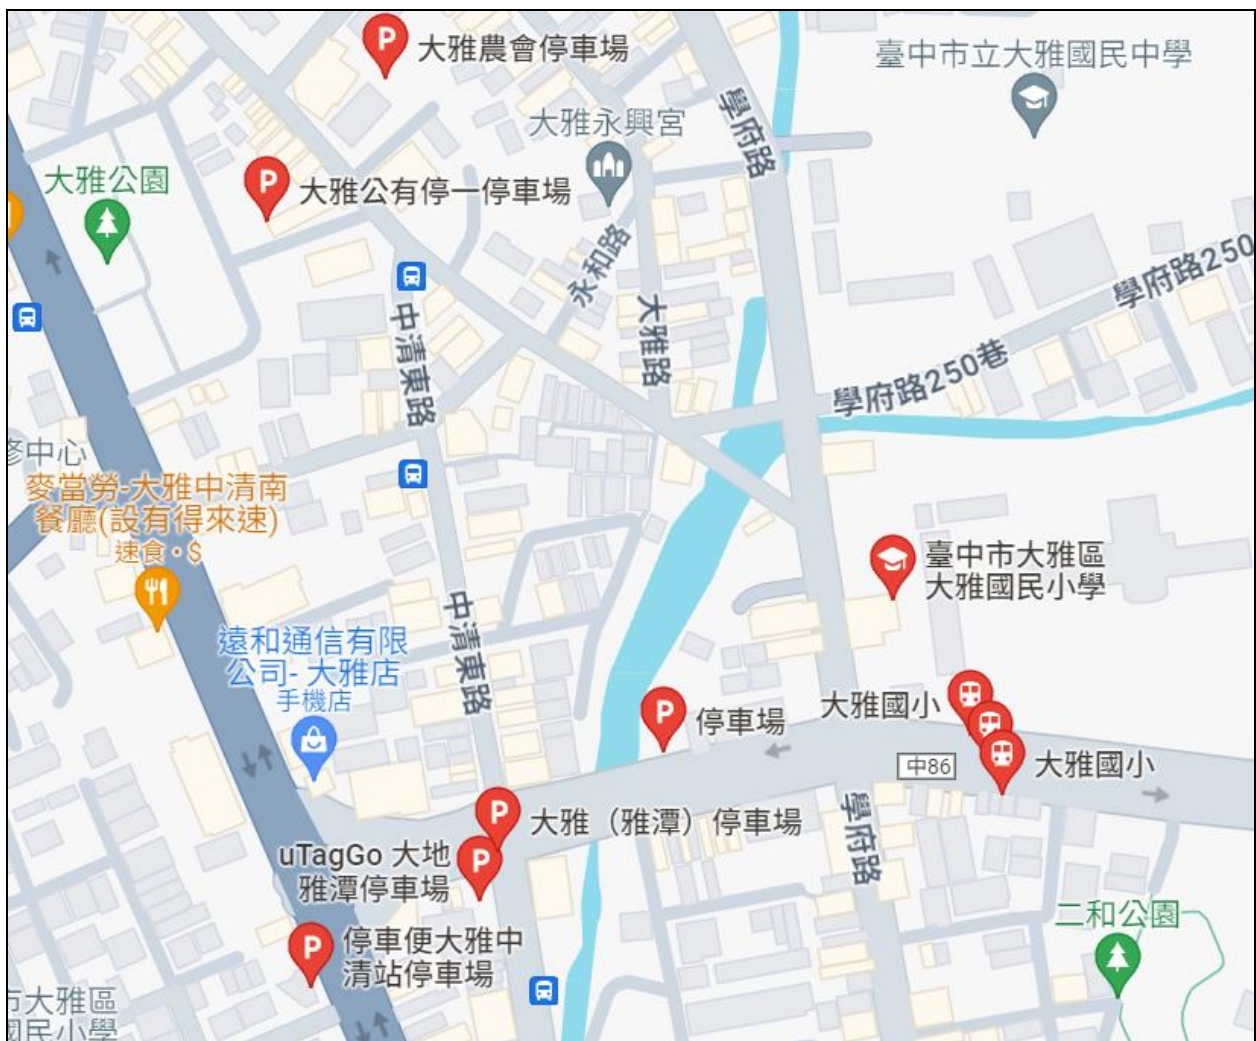 大雅農會停車場
臺中市立大雅國民中學
學府路
大雅永興宮
大雅公園
大雅公有停一停車場
永和路
大雅路
中清東路
學府路250
學府路250巷
修中心
麥當勞-大雅中清南
餐廳(設有得來速)
速食・$
臺中市大雅區
大雅國民小學
中清東路
遠和通信有限
公司- 大雅店
手機店
停車場
大雅國小
中86
大雅國小
大雅（雅潭）停車場
學府路
uTagGo 大地
雅潭停車場
停車便大雅中
清站停車場
二和公園
市大雅區
國民小學